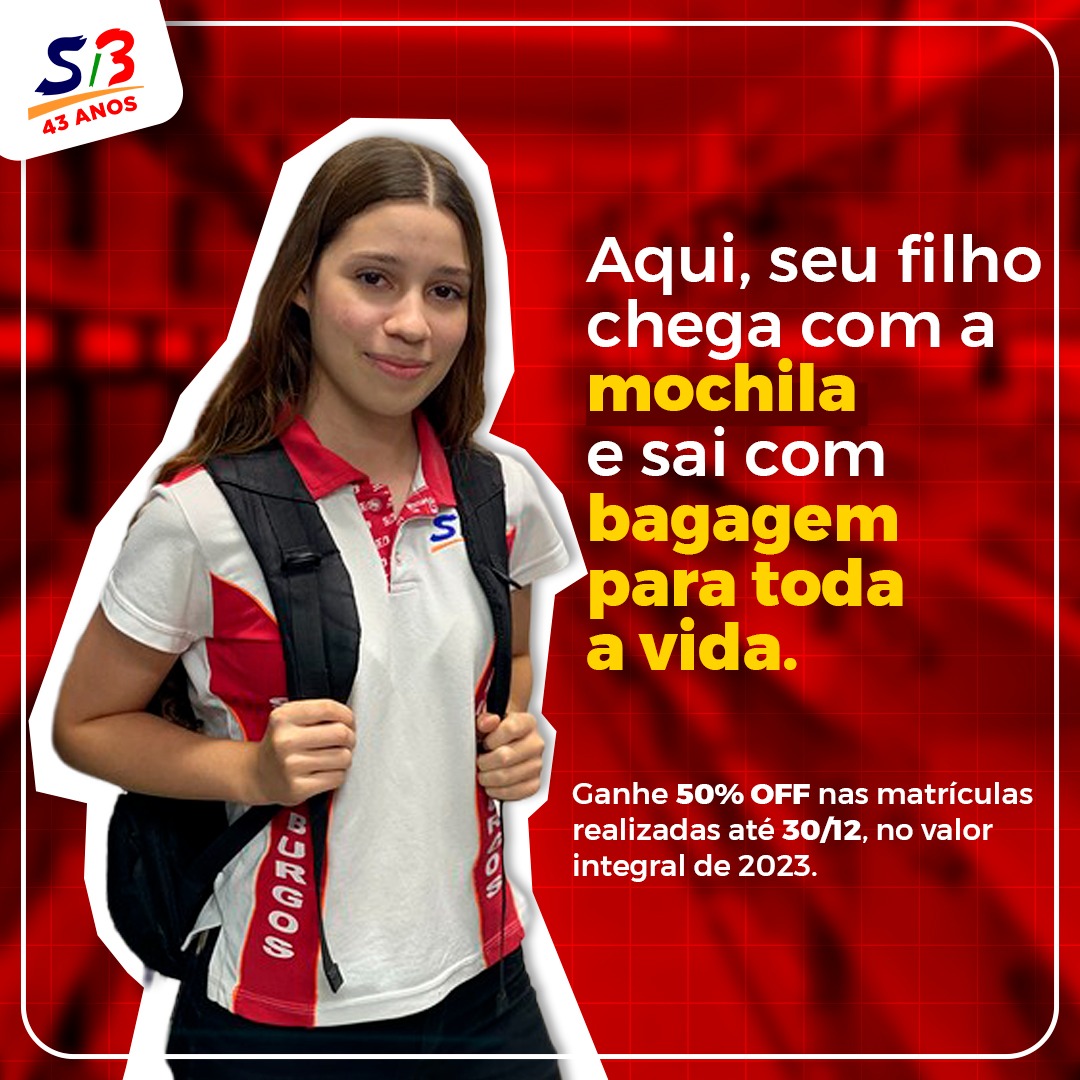 S/B
43 ANOS
Aqui, seu filho
chega com a
mochila
e sai com
bagagem
para toda
a vida.
Ganhe 50% OFF nas matrículas
realizadas até 30/12, no valor
integral de 2023.
S
BURGOS